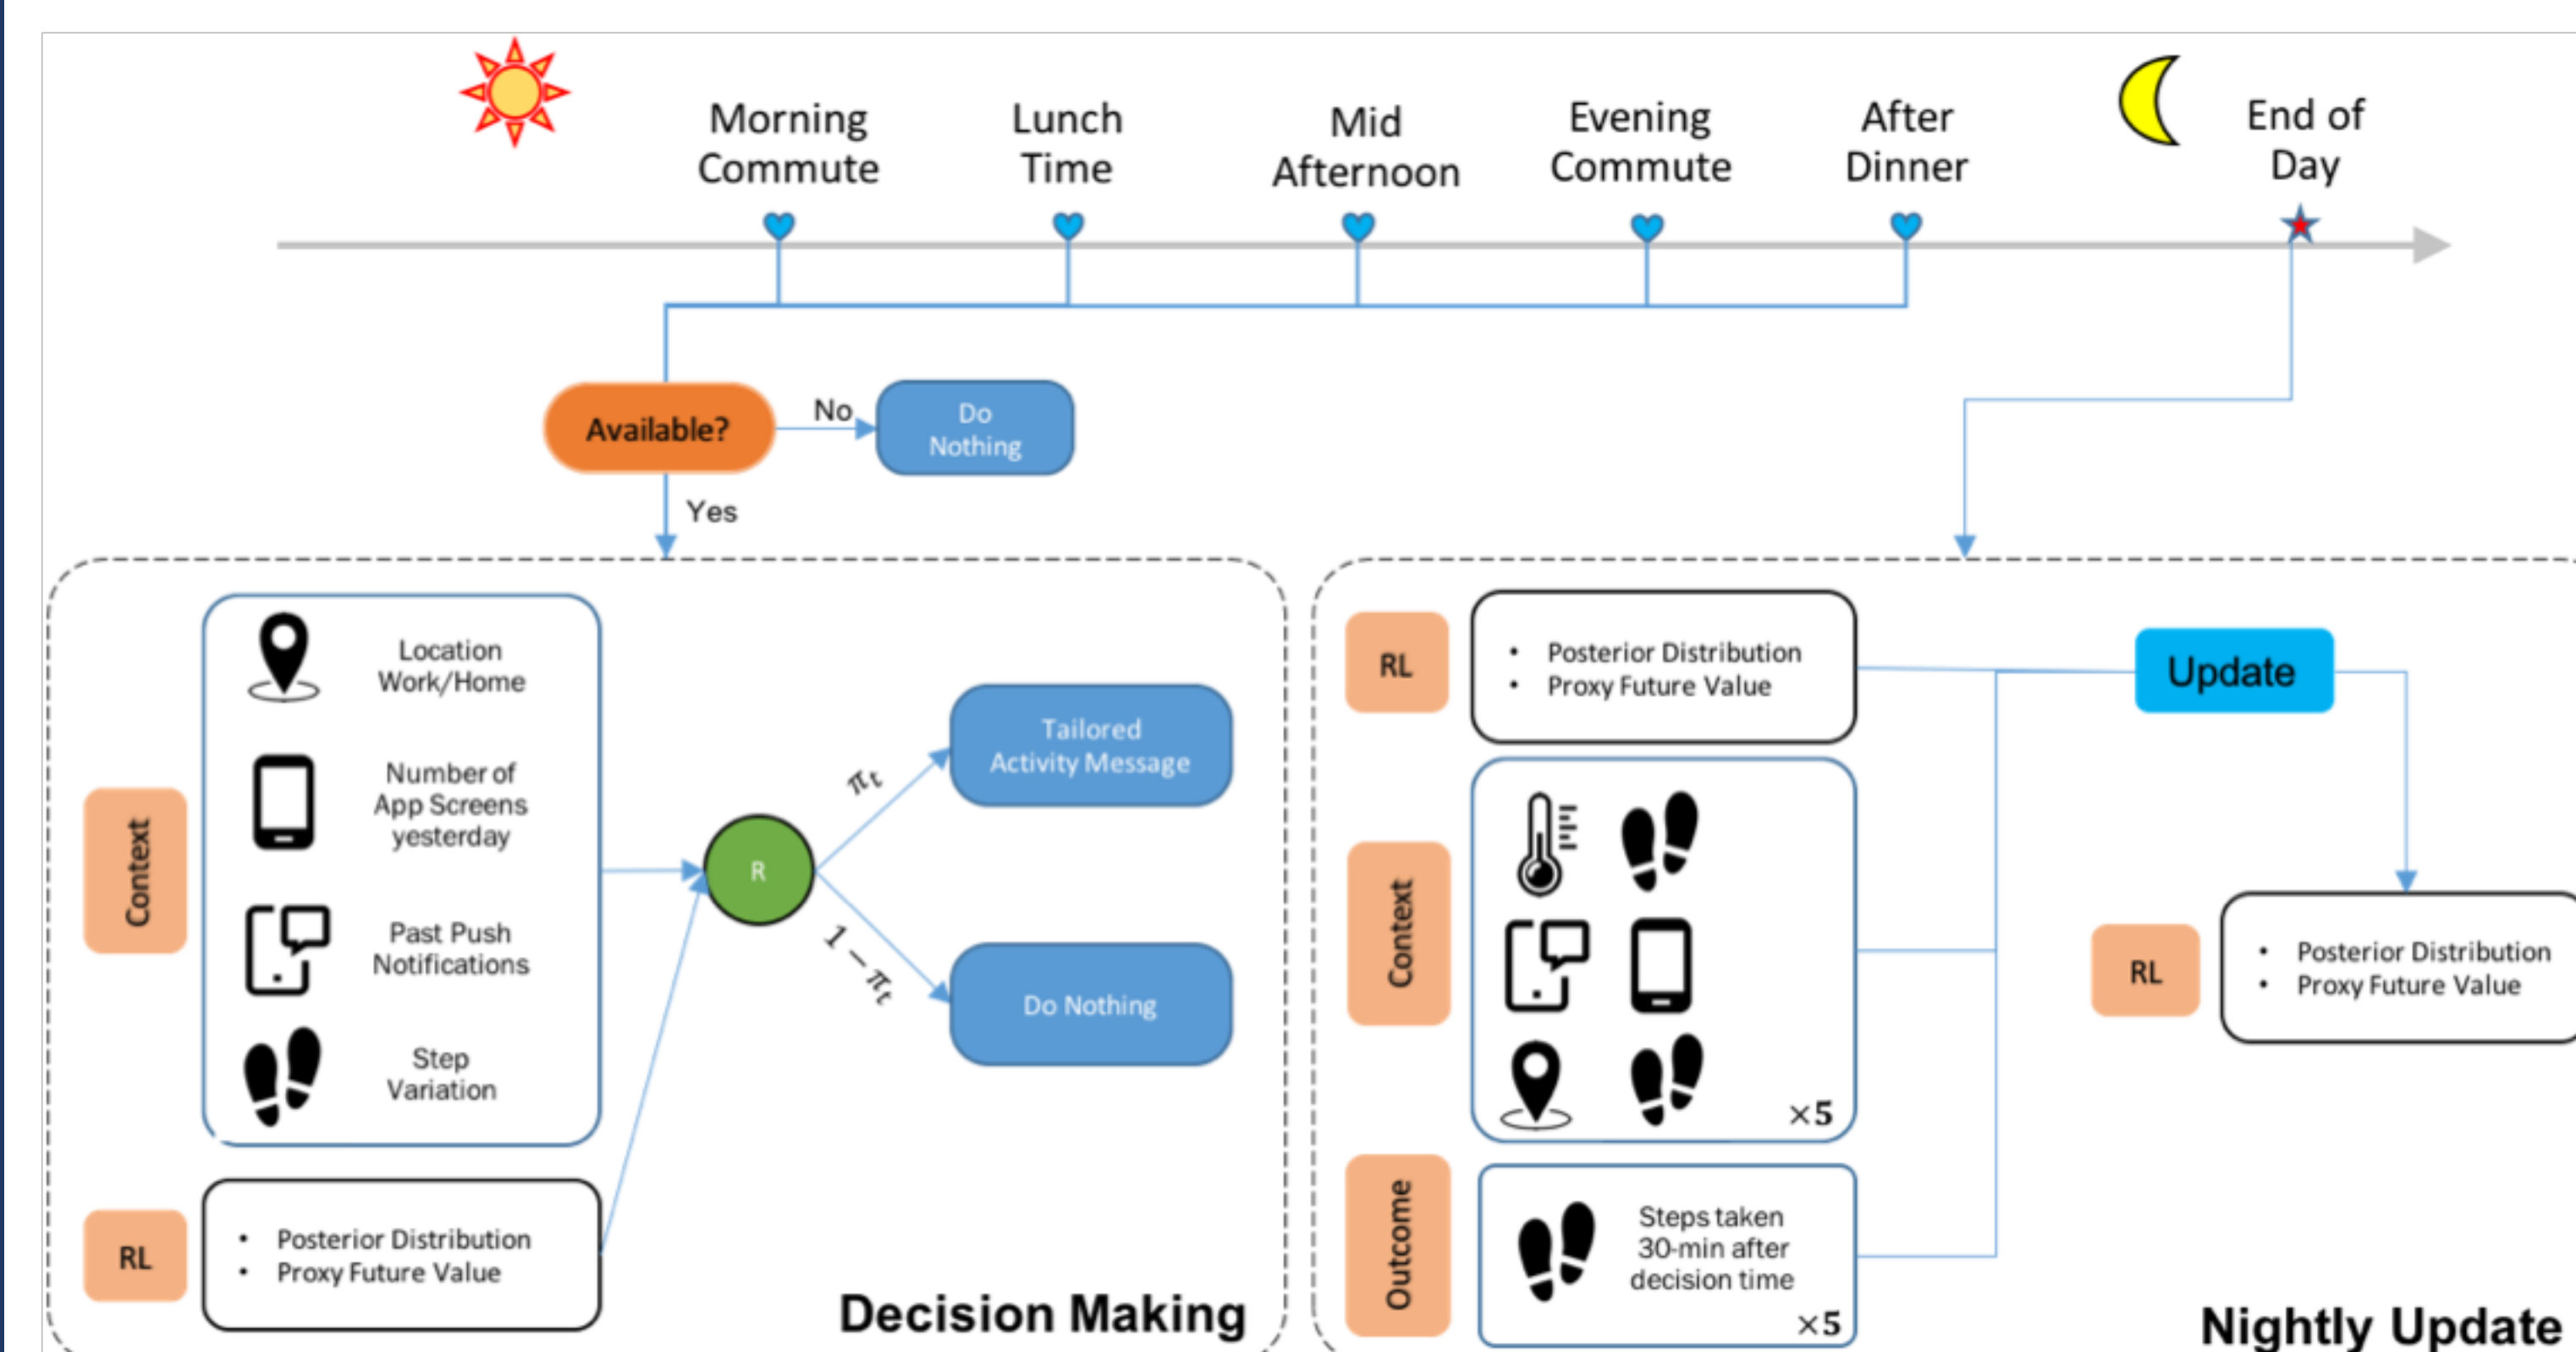 Morning
Commute
Lunch
Time
Mid
Afternoon
Evening
Commute
After
Dinner
End of
Day
Available?
No
Do
Nothing
Yes
Context
Location
Work/Home
Number of
App Screens
yesterday
Past Push
Notifications
Step
Variation
RL
• Posterior Distribution
• Proxy Future Value
R
πt
1 − πt
Tailored
Activity Message
Do Nothing
Decision Making
RL
• Posterior Distribution
• Proxy Future Value
Context
×5
Outcome
Steps taken
30-min after
decision time
×5
Update
RL
• Posterior Distribution
• Proxy Future Value
Nightly Update